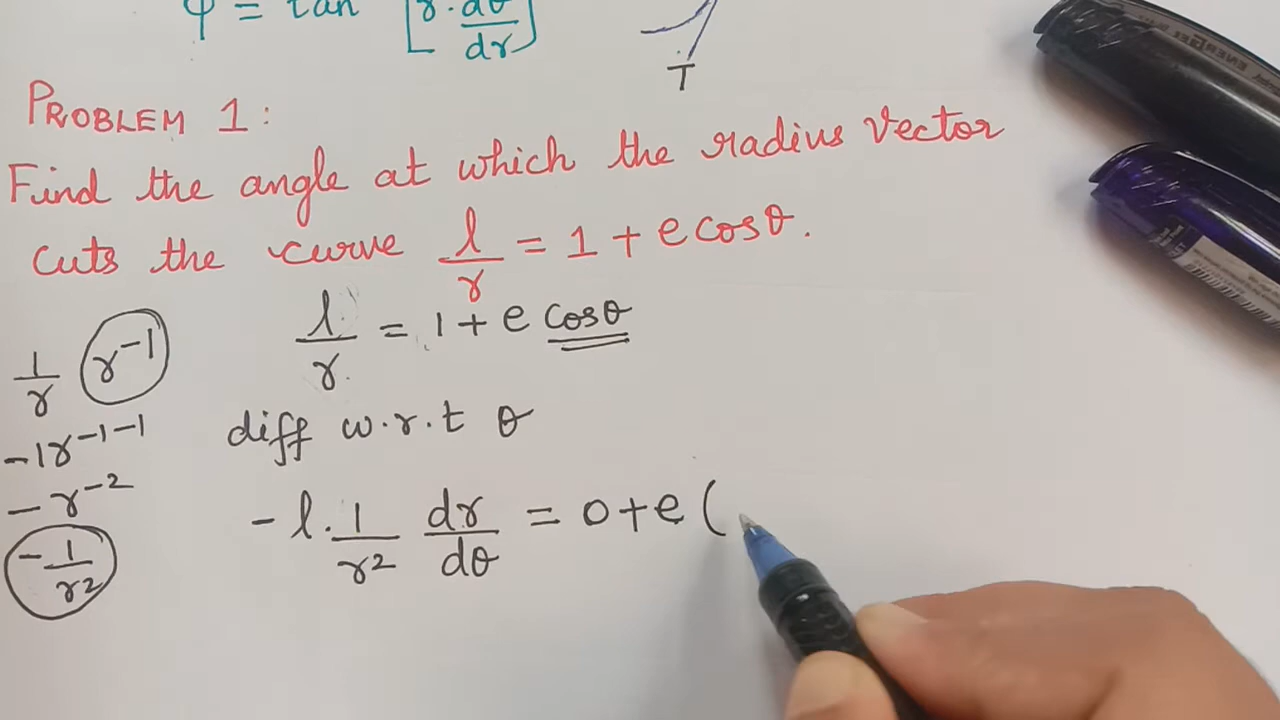 φ = tan [r. dθ/dr]
T
PROBLEM 1:
Find the angle at which the radius vector
cuts the curve l/r = 1 + e cosθ.
l/r = 1 + e cosθ
1/r r⁻¹
-1r⁻¹⁻¹
diff w.r.t θ
-r⁻²
-l. 1/r² dr/dθ = 0 + e (
-1/r²
ENERGEL